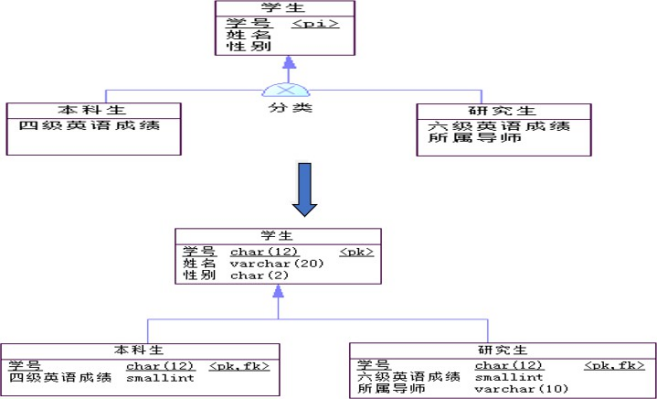 学生
学号 <pi>
姓名
性别
本科生
四级英语成绩
分类
研究生
六级英语成绩
所属导师
学生
学号 char(12) <pk>
姓名 varchar(20)
性别 char(2)
本科生
学号 char(12) <pk,fk>
四级英语成绩 smallint
研究生
学号 char(12) <pk,fk>
六级英语成绩 smallint
所属导师 varchar(10)